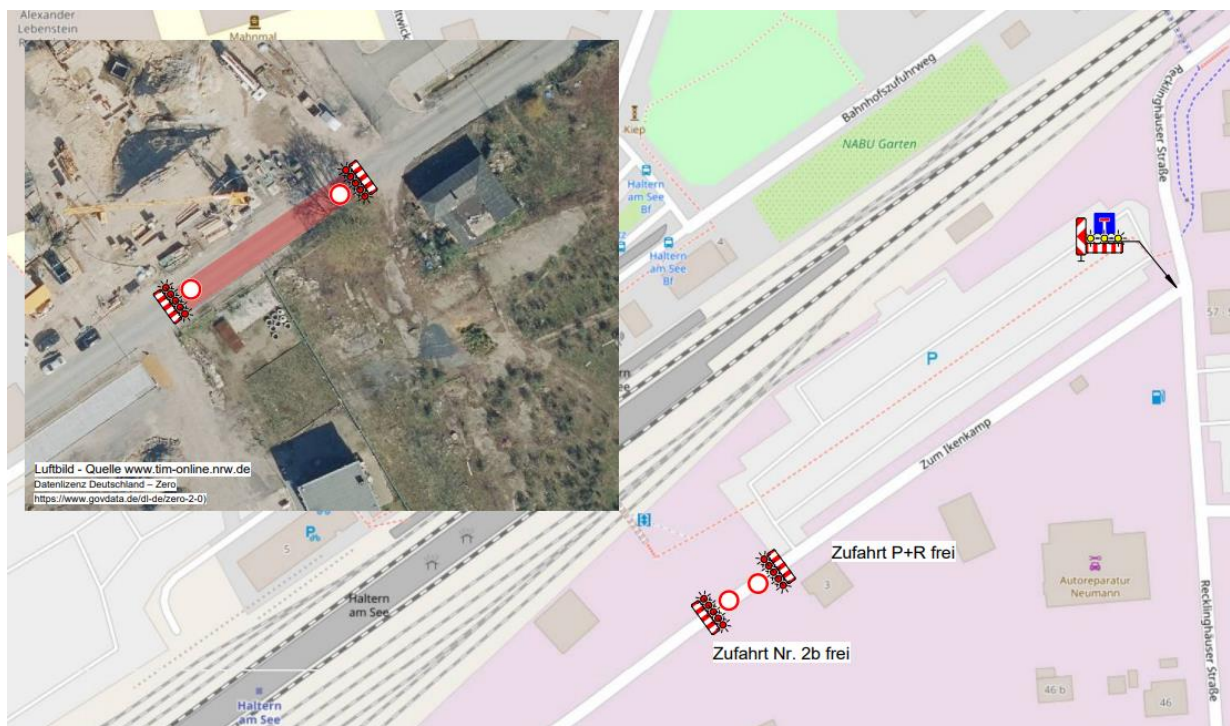 Alexander
Lebenstein
Mahnmal
Kiep
Haltern
am See
Bf
Haltern
am See
Bf
4
Bahnhofszufuhrweg
NABU Garten
Recklinghäuser Straße
57
P
Zum Ikenkamp
Luftbild - Quelle www.tim-online.nrw.de
Datenlizenz Deutschland – Zero
https://www.govdata.de/dl-de/zero-2-0)
P
5
Haltern
am See
Zufahrt P+R frei
3
Autoreparatur
Neumann
Recklinghäuser Straße
Zufahrt Nr. 2b frei
46 b
46
Haltern
am See